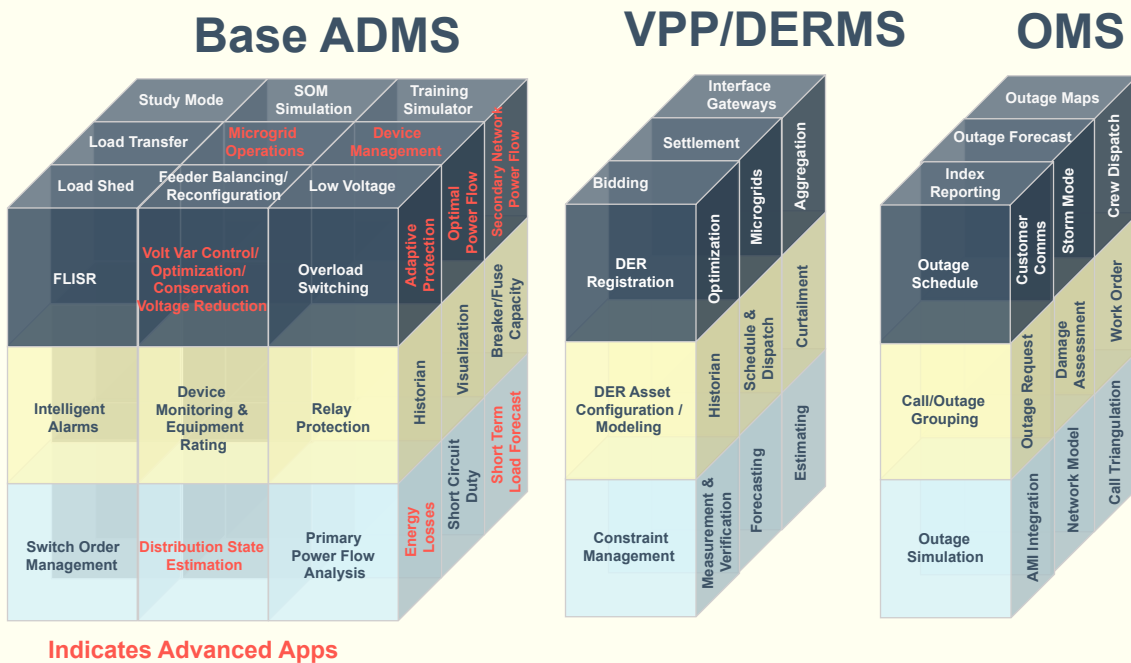 Base ADMS
VPP/DERMS
OMS
Study Mode
SOM
Simulation
Training
Simulator
Load Transfer
Microgrid
Operations
Device
Management
Load Shed
Feeder Balancing/
Reconfiguration
Low Voltage
FLISR
Volt Var Control/
Optimization/
Conservation
Voltage Reduction
Overload
Switching
Adaptive
Protection
Optimal
Power Flow
Secondary Network
Power Flow
Intelligent
Alarms
Device
Monitoring &
Equipment
Rating
Relay
Protection
Historian
Visualization
Breaker/Fuse
Capacity
Switch Order
Management
Distribution State
Estimation
Primary
Power Flow
Analysis
Energy
Losses
Short Circuit
Duty
Short Term
Load Forecast
Interface
Gateways
Settlement
Bidding
DER
Registration
Optimization
Microgrids
Aggregation
DER Asset
Configuration /
Modeling
Historian
Schedule &
Dispatch
Curtailment
Constraint
Management
Measurement &
Verification
Forecasting
Estimating
Outage Maps
Outage Forecast
Index
Reporting
Outage
Schedule
Customer
Comms
Storm Mode
Crew Dispatch
Call/Outage
Grouping
Outage Request
Damage
Assessment
Work Order
Outage
Simulation
AMI Integration
Network Model
Call Triangulation
Indicates Advanced Apps